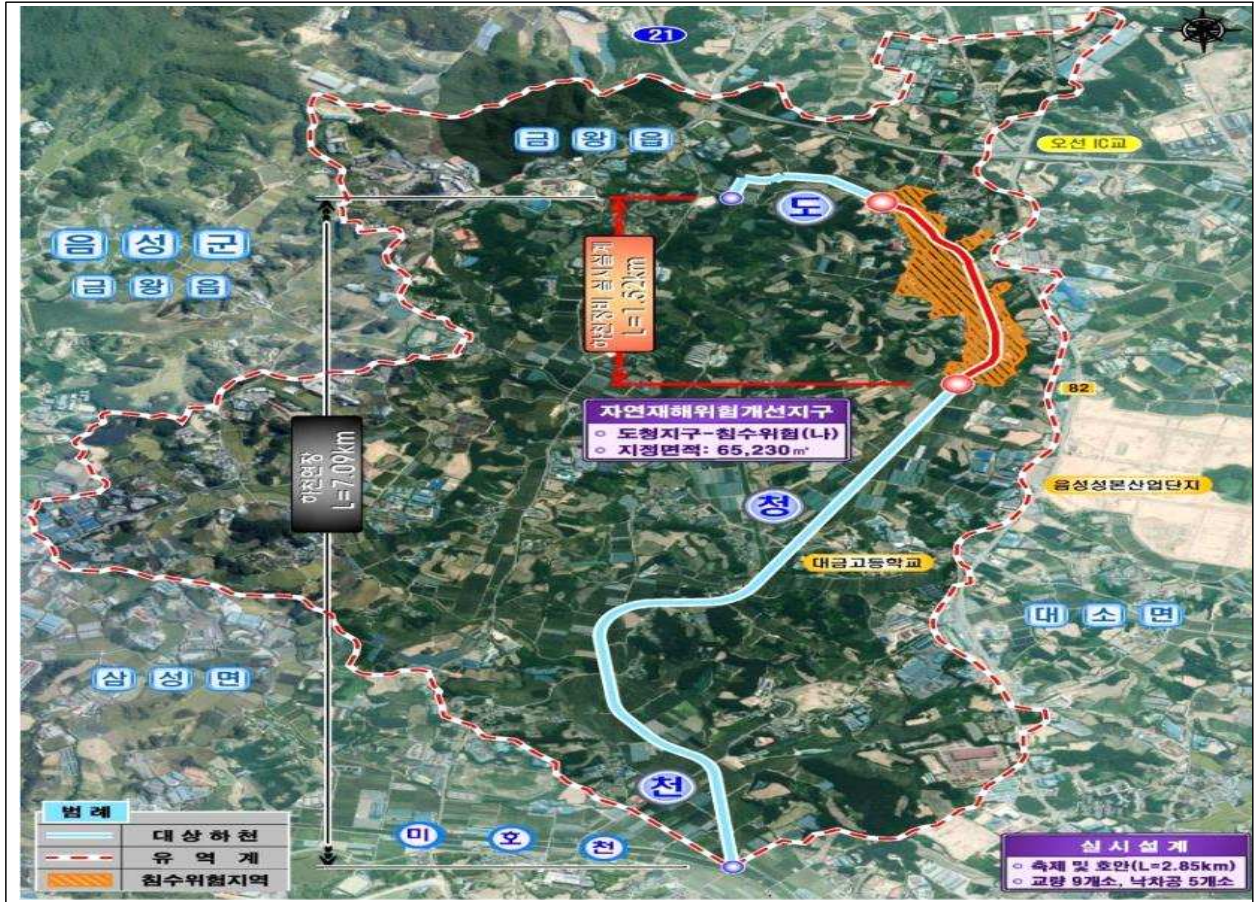 21
금왕읍
오선 IC교
음성군
금왕읍
도
하천정비 실시설계
L=1.52km
82
자연재해위험개선지구
○ 도청지구-침수위험(나)
○ 지정면적: 65,230㎡
하천연장
L=7.09km
음성성본산업단지
청
대금고등학교
대소면
삼성면
천
범례
대상하천
유역계
침수위험지역
미호천
실시설계
○ 축제 및 호안(L=2.85km)
○ 교량 9개소, 낙차공 5개소